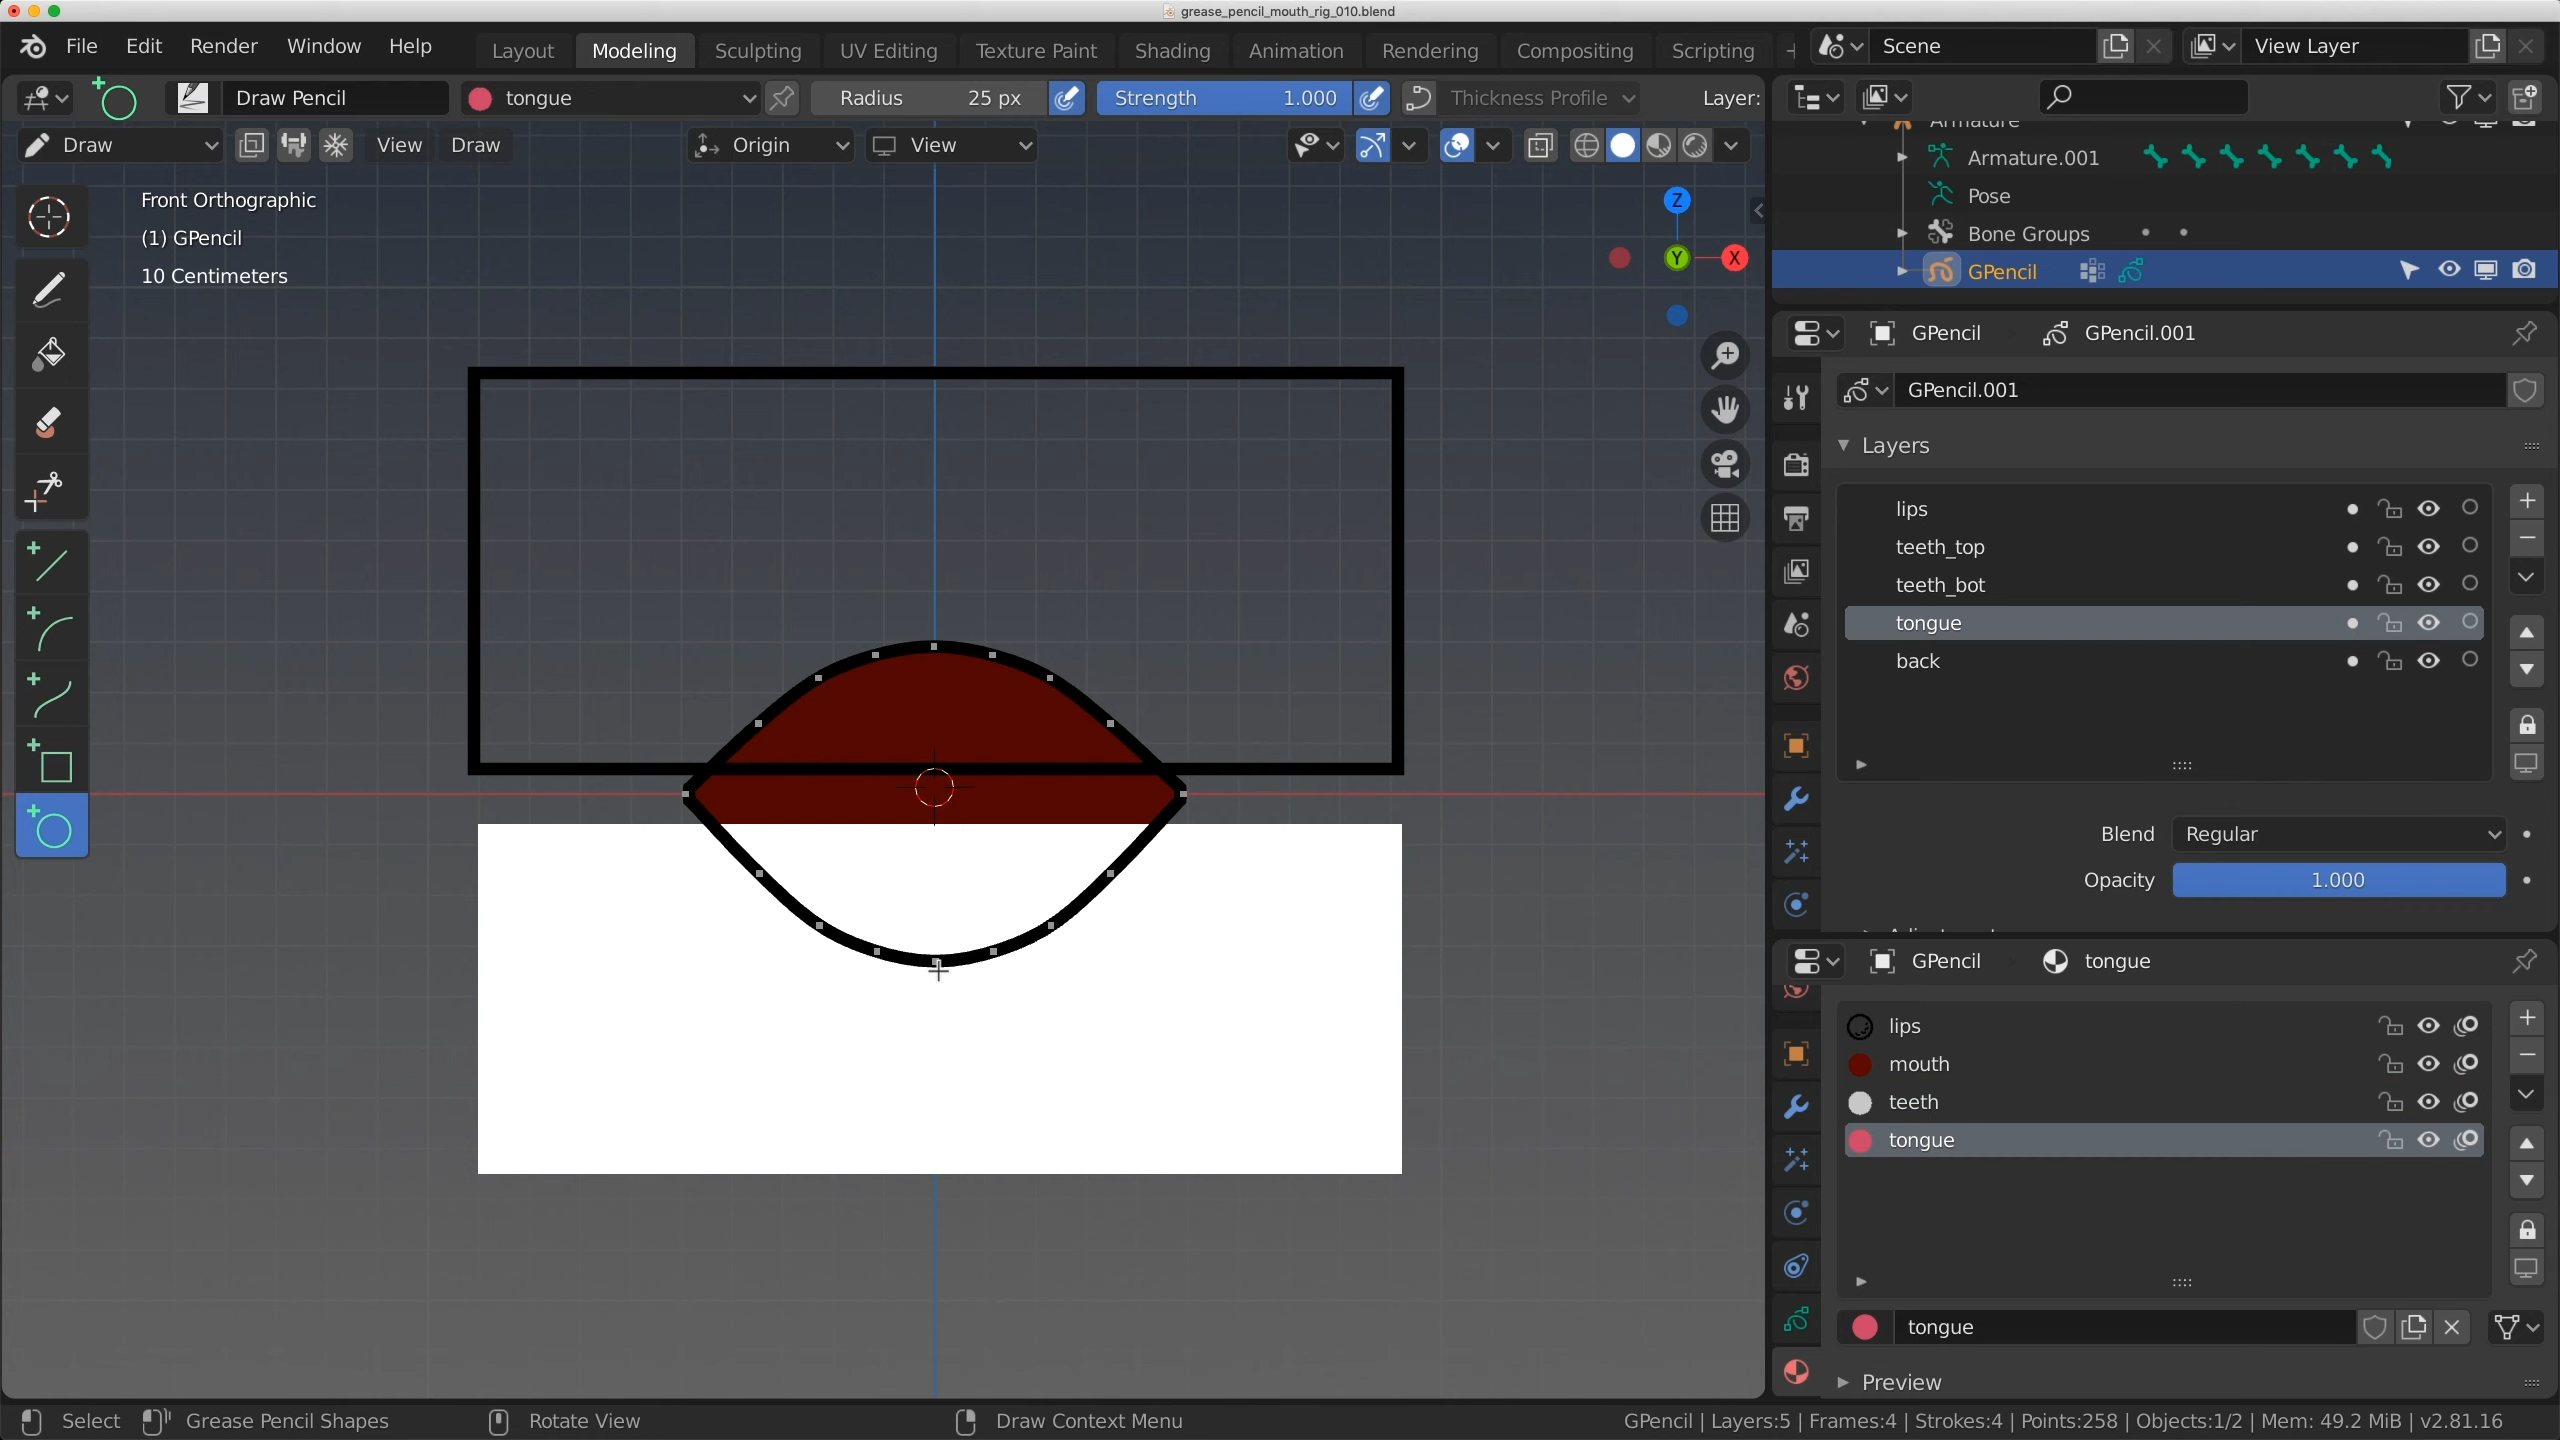 grease_pencil_mouth_rig_010.blend
File Edit Render Window Help Layout Modeling Sculpting UV Editing Texture Paint Shading Animation Rendering Compositing Scripting Scene View Layer
Draw Pencil tongue Radius 25 px Strength 1.000 Thickness Profile Layer:
Draw View Draw Origin View
Front Orthographic
(1) GPencil
10 Centimeters
Z
Y
X
Armature
Armature.001
Pose
Bone Groups
GPencil
GPencil GPencil.001
GPencil.001
Layers
lips
teeth_top
teeth_bot
tongue
back
Blend Regular
Opacity 1.000
GPencil tongue
lips
mouth
teeth
tongue
tongue
Preview
Select Grease Pencil Shapes Rotate View Draw Context Menu GPencil | Layers:5 | Frames:4 | Strokes:4 | Points:258 | Objects:1/2 | Mem: 49.2 MiB | v2.81.16